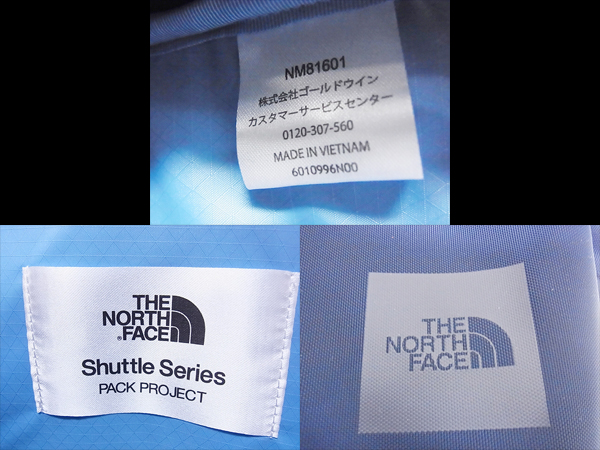 NM81601
株式会社ゴールドウイン
カスタマーサービスセンター
0120-307-560
MADE IN VIETNAM
6010996N00
THE
NORTH
FACE
Shuttle Series
PACK PROJECT
THE
NORTH
FACE